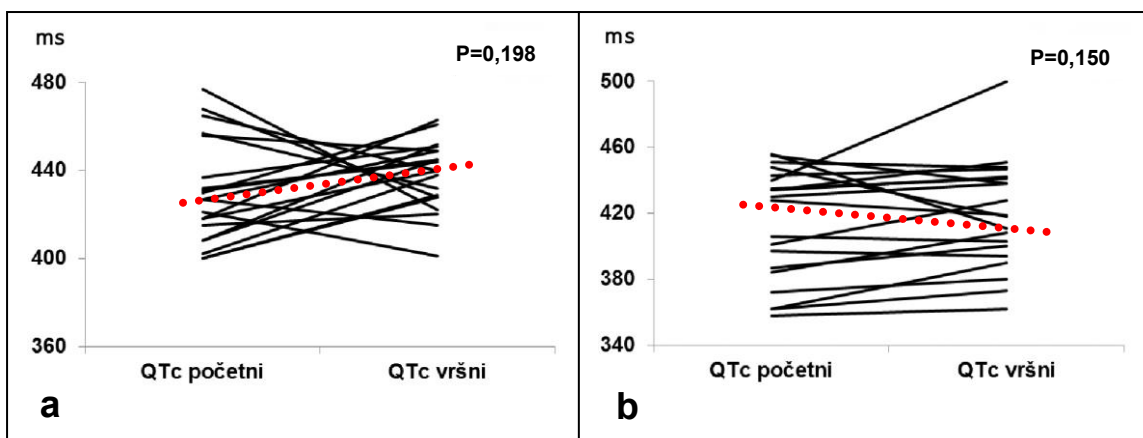 ms
P=0,198
480
440
400
360
QTc početni QTc vršni
a
ms
P=0,150
500
460
420
380
340
QTc početni QTc vršni
b